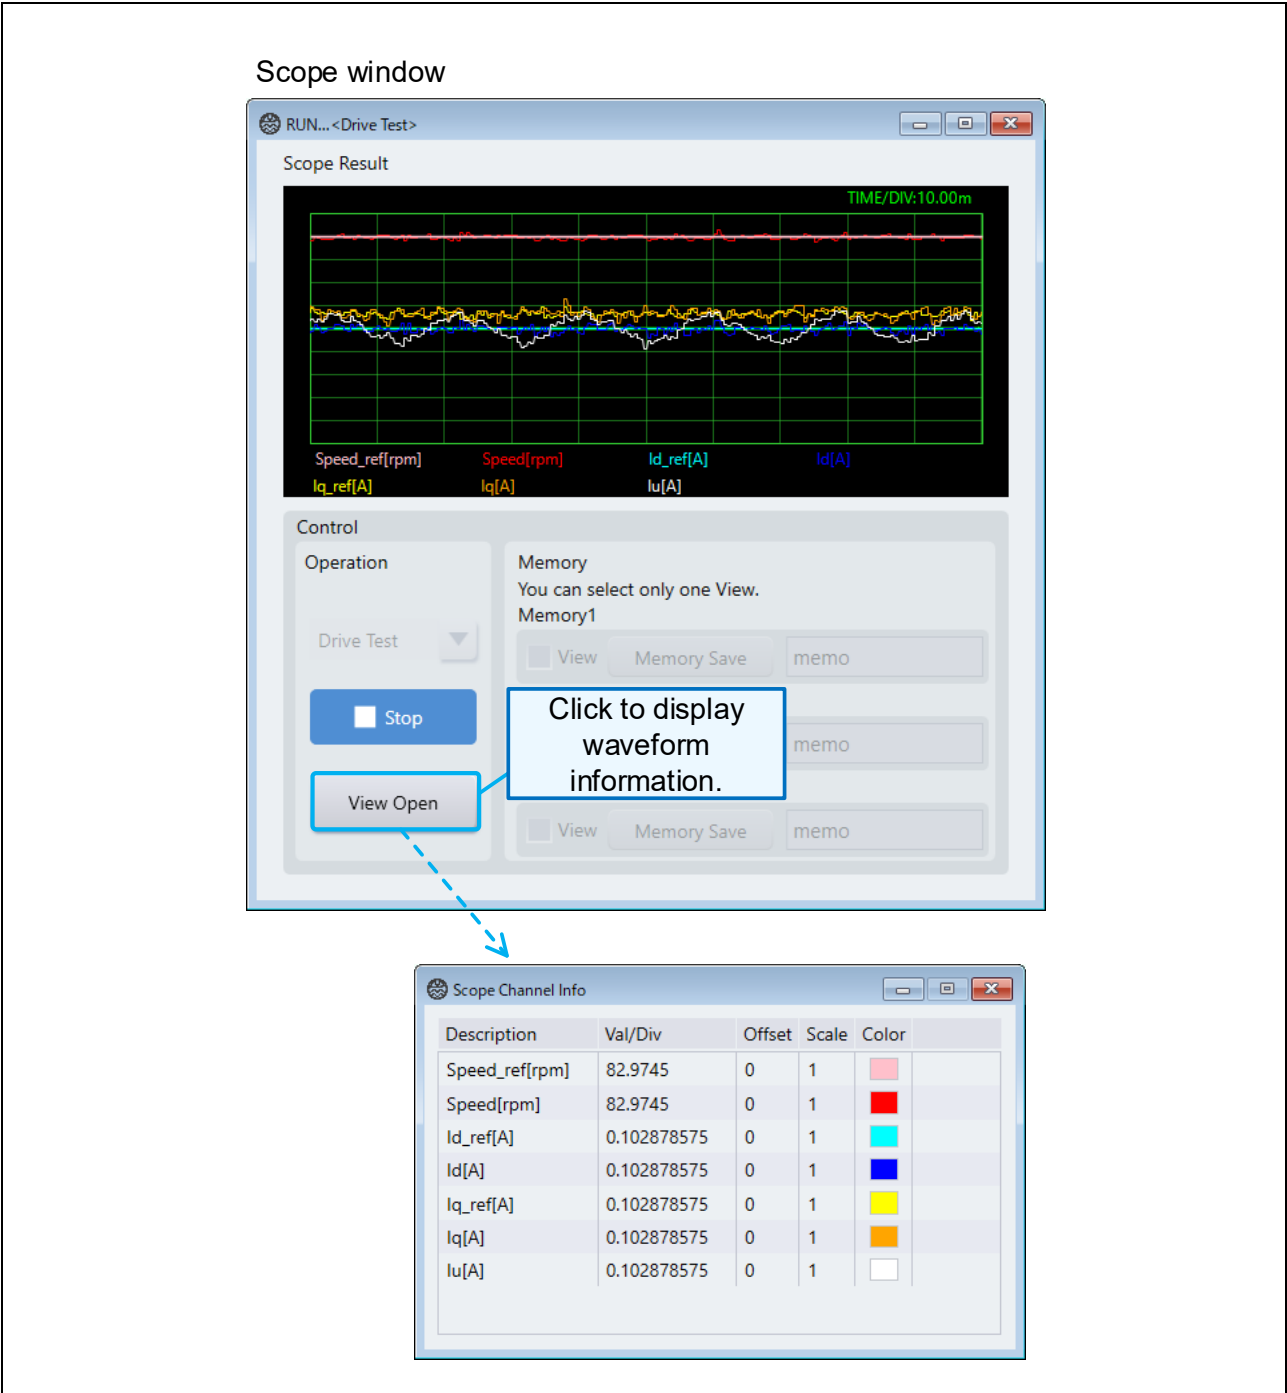 Scope window
RUN...<Drive Test>
Scope Result
TIME/DIV:10.00m
Speed_ref[rpm] Speed[rpm] Id_ref[A] Id[A]
Iq_ref[A] Iq[A] Iu[A]
Control
Operation
Drive Test
Stop
View Open
Memory
You can select only one View.
Memory1
View Memory Save memo
Click to display
waveform
information.
memo
View Memory Save memo
Scope Channel Info
Description Val/Div Offset Scale Color
Speed_ref[rpm] 82.9745 0 1
Speed[rpm] 82.9745 0 1
Id_ref[A] 0.102878575 0 1
Id[A] 0.102878575 0 1
Iq_ref[A] 0.102878575 0 1
Iq[A] 0.102878575 0 1
Iu[A] 0.102878575 0 1